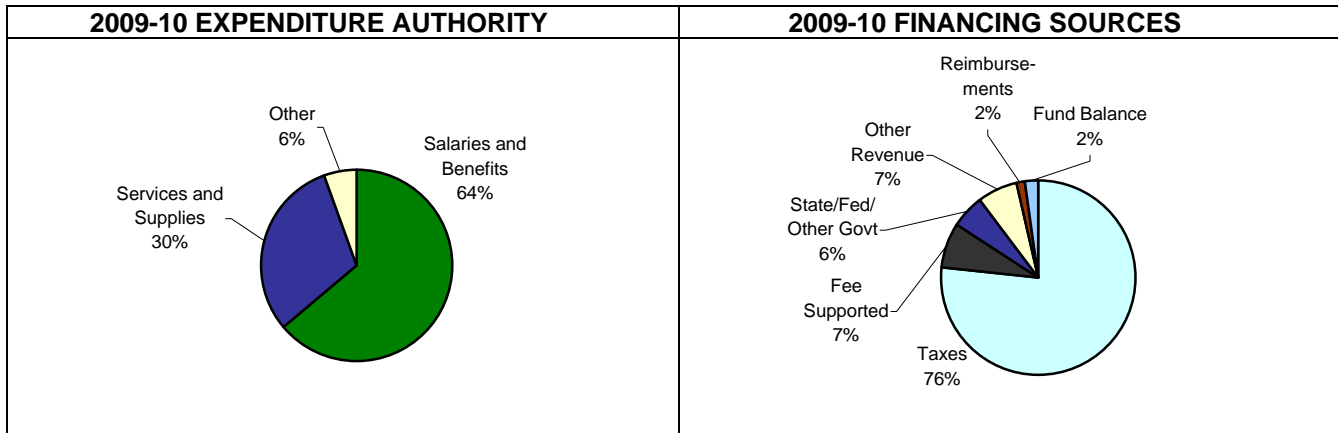 2009-10 EXPENDITURE AUTHORITY
Other
6%
Salaries and
Benefits
64%
Services and
Supplies
30%
2009-10 FINANCING SOURCES
Reimburse-
ments
2%
Fund Balance
2%
Other
Revenue
7%
State/Fed/
Other Govt
6%
Fee
Supported
7%
Taxes
76%